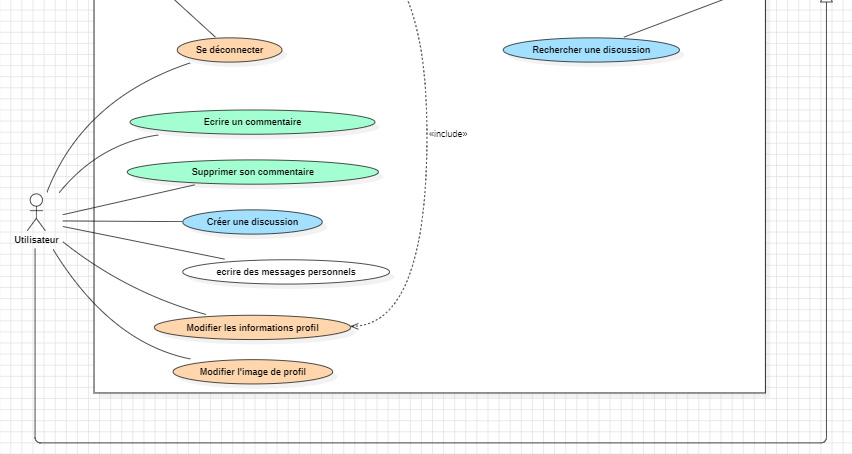 Se déconnecter
Rechercher une discussion
Ecrire un commentaire
«include»
Supprimer son commentaire
Créer une discussion
Utilisateur
ecrire des messages personnels
Modifier les informations profil
Modifier l'image de profil